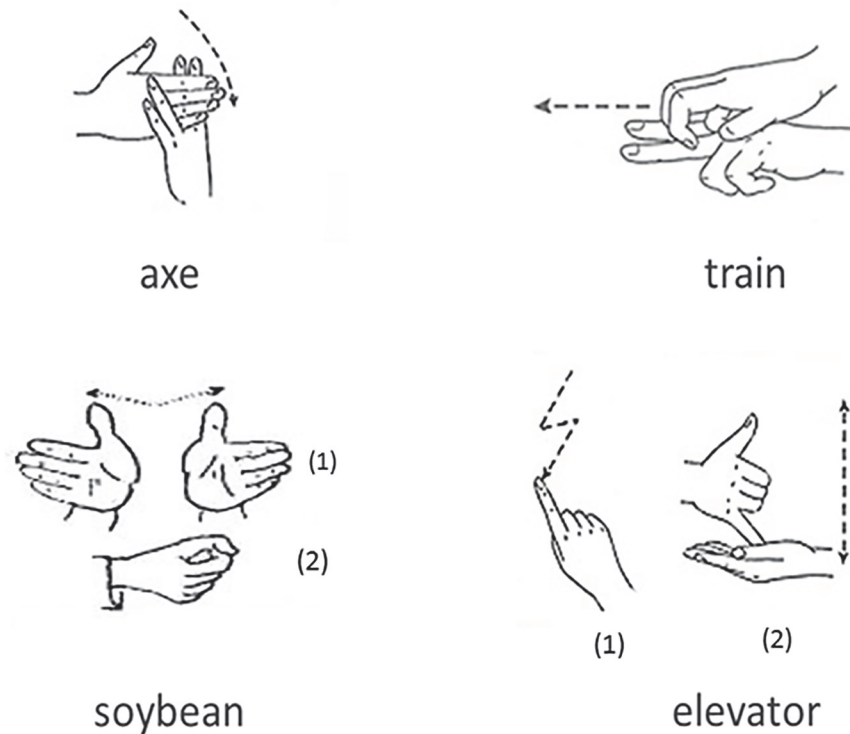 axe
train
(1)
(2)
soybean
(1)
(2)
elevator